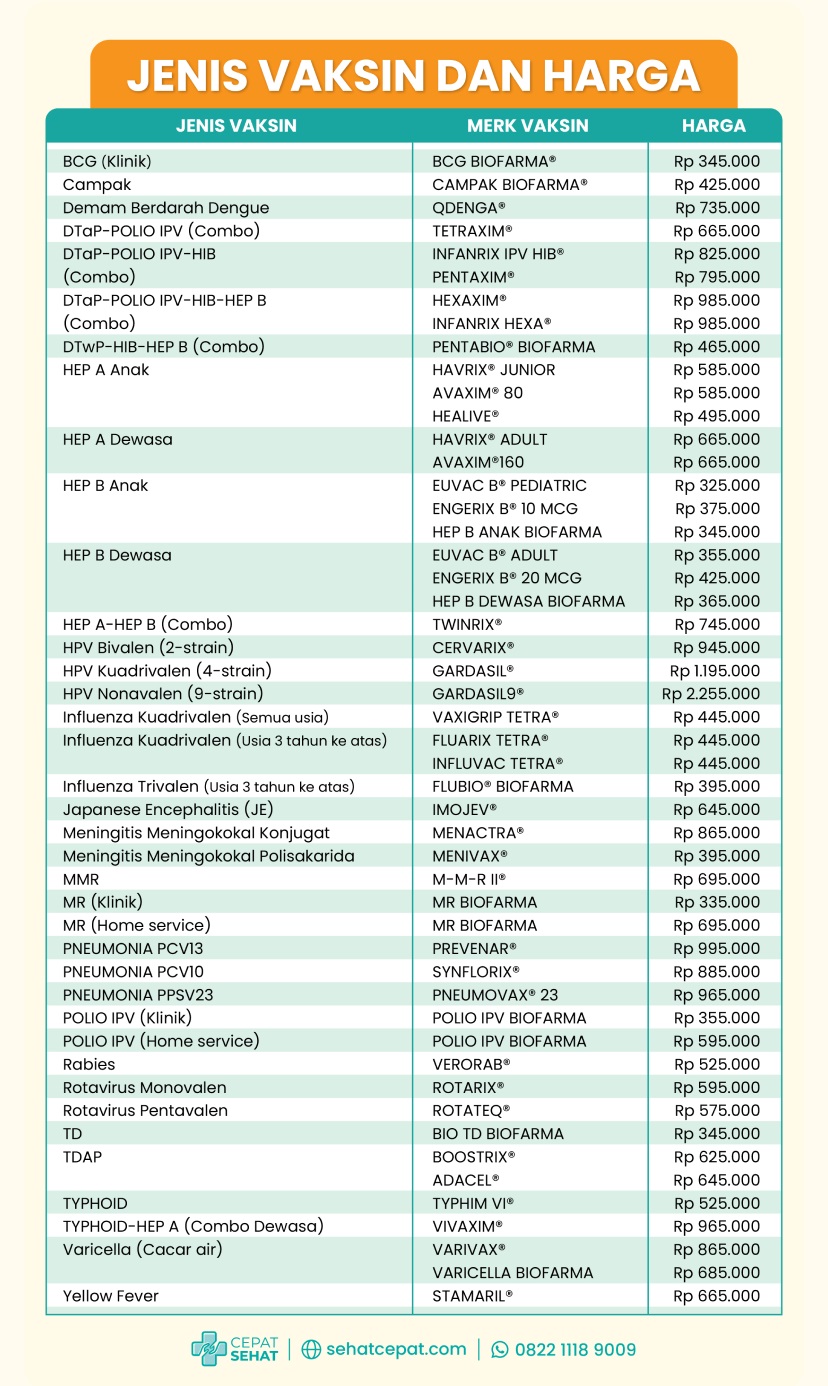 JENIS VAKSIN DAN HARGA
JENIS VAKSIN MERK VAKSIN HARGA
BCG (Klinik) BCG BIOFARMA® Rp 345.000
Campak CAMPAK BIOFARMA® Rp 425.000
Demam Berdarah Dengue QDENGA® Rp 735.000
DTaP-POLIO IPV (Combo) TETRAXIM® Rp 665.000
DTaP-POLIO IPV-HIB INFANRIX IPV HIB® Rp 825.000
(Combo) PENTAXIM® Rp 795.000
DTaP-POLIO IPV-HIB-HEP B HEXAXIM® Rp 985.000
(Combo) INFANRIX HEXA® Rp 985.000
DTwP-HIB-HEP B (Combo) PENTABIO® BIOFARMA Rp 465.000
HEP A Anak HAVRIX® JUNIOR Rp 585.000
AVAXIM® 80 Rp 585.000
HEALIVE® Rp 495.000
HEP A Dewasa HAVRIX® ADULT Rp 665.000
AVAXIM®160 Rp 665.000
HEP B Anak EUVAC B® PEDIATRIC Rp 325.000
ENGERIX B® 10 MCG Rp 375.000
HEP B ANAK BIOFARMA Rp 345.000
HEP B Dewasa EUVAC B® ADULT Rp 355.000
ENGERIX B® 20 MCG Rp 425.000
HEP B DEWASA BIOFARMA Rp 365.000
HEP A-HEP B (Combo) TWINRIX® Rp 745.000
HPV Bivalen (2-strain) CERVARIX® Rp 945.000
HPV Kuadrivalen (4-strain) GARDASIL® Rp 1.195.000
HPV Nonavalen (9-strain) GARDASIL9® Rp 2.255.000
Influenza Kuadrivalen (Semua usia) VAXIGRIP TETRA® Rp 445.000
Influenza Kuadrivalen (Usia 3 tahun ke atas) FLUARIX TETRA® Rp 445.000
INFLUVAC TETRA® Rp 445.000
Influenza Trivalen (Usia 3 tahun ke atas) FLUBIO® BIOFARMA Rp 395.000
Japanese Encephalitis (JE) IMOJEV® Rp 645.000
Meningitis Meningokokal Konjugat MENACTRA® Rp 865.000
Meningitis Meningokokal Polisakarida MENIVAX® Rp 395.000
MMR M-M-R II® Rp 695.000
MR (Klinik) MR BIOFARMA Rp 335.000
MR (Home service) MR BIOFARMA Rp 695.000
PNEUMONIA PCV13 PREVENAR® Rp 995.000
PNEUMONIA PCV10 SYNFLORIX® Rp 885.000
PNEUMONIA PPSV23 PNEUMOVAX® 23 Rp 965.000
POLIO IPV (Klinik) POLIO IPV BIOFARMA Rp 355.000
POLIO IPV (Home service) POLIO IPV BIOFARMA Rp 595.000
Rabies VERORAB® Rp 525.000
Rotavirus Monovalen ROTARIX® Rp 595.000
Rotavirus Pentavalen ROTATEQ® Rp 575.000
TD BIO TD BIOFARMA Rp 345.000
TDAP BOOSTRIX® Rp 625.000
ADACEL® Rp 645.000
TYPHOID TYPHIM VI® Rp 525.000
TYPHOID-HEP A (Combo Dewasa) VIVAXIM® Rp 965.000
Varicella (Cacar air) VARIVAX® Rp 865.000
VARICELLA BIOFARMA Rp 685.000
Yellow Fever STAMARIL® Rp 665.000
CEPAT
SEHAT
sehatcepat.com
0822 1118 9009